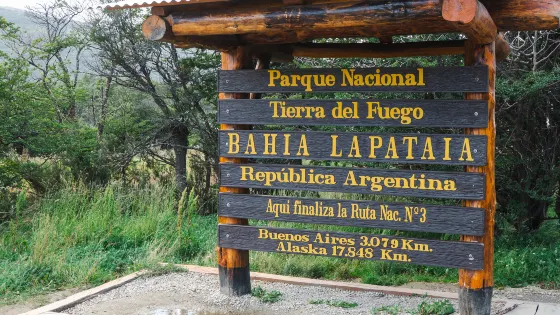 Parque Nacional
Tierra del Fuego
BAHIA LAPATAIA
República Argentina
Aqui finaliza la Ruta Nac. Nº3
Buenos Aires 3.079 Km.
Alaska 17.848 Km.